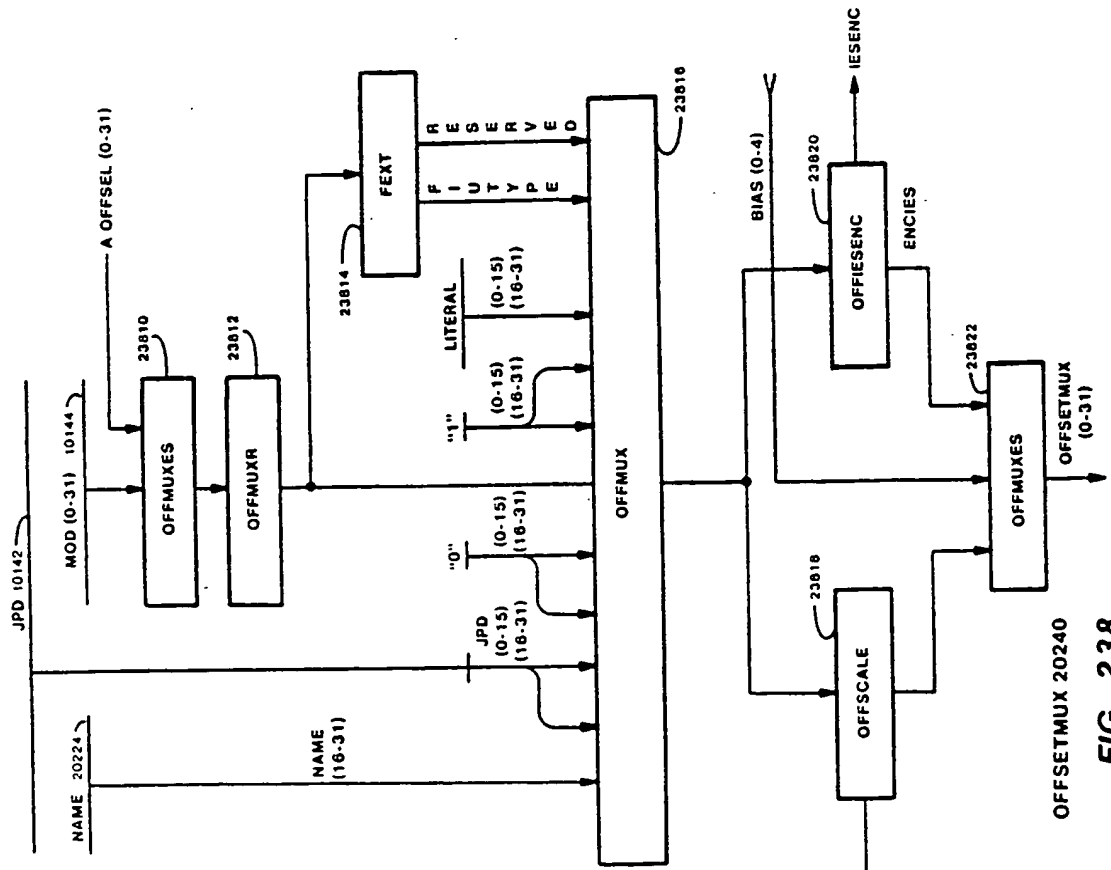 JPD 10142
MOD (0-31) 10144
A OFFSEL (0-31)
NAME 20224
23810
OFFMUXES
23812
OFFMUXR
FEXT
23814
NAME
(16-31)
JPD
(0-15)
(16-31)
"0"
(0-15)
(16-31)
"1"
(0-15)
(16-31)
LITERAL
(0-15)
(16-31)
FIUTYPE
RESERVED
OFFMUX
23816
BIAS (0-4)
23818
OFFSCALE
23820
OFFIESENC
IESENC
ENCIES
23822
OFFMUXES
OFFSETMUX
(0-31)
OFFSETMUX 20240
FIG 238